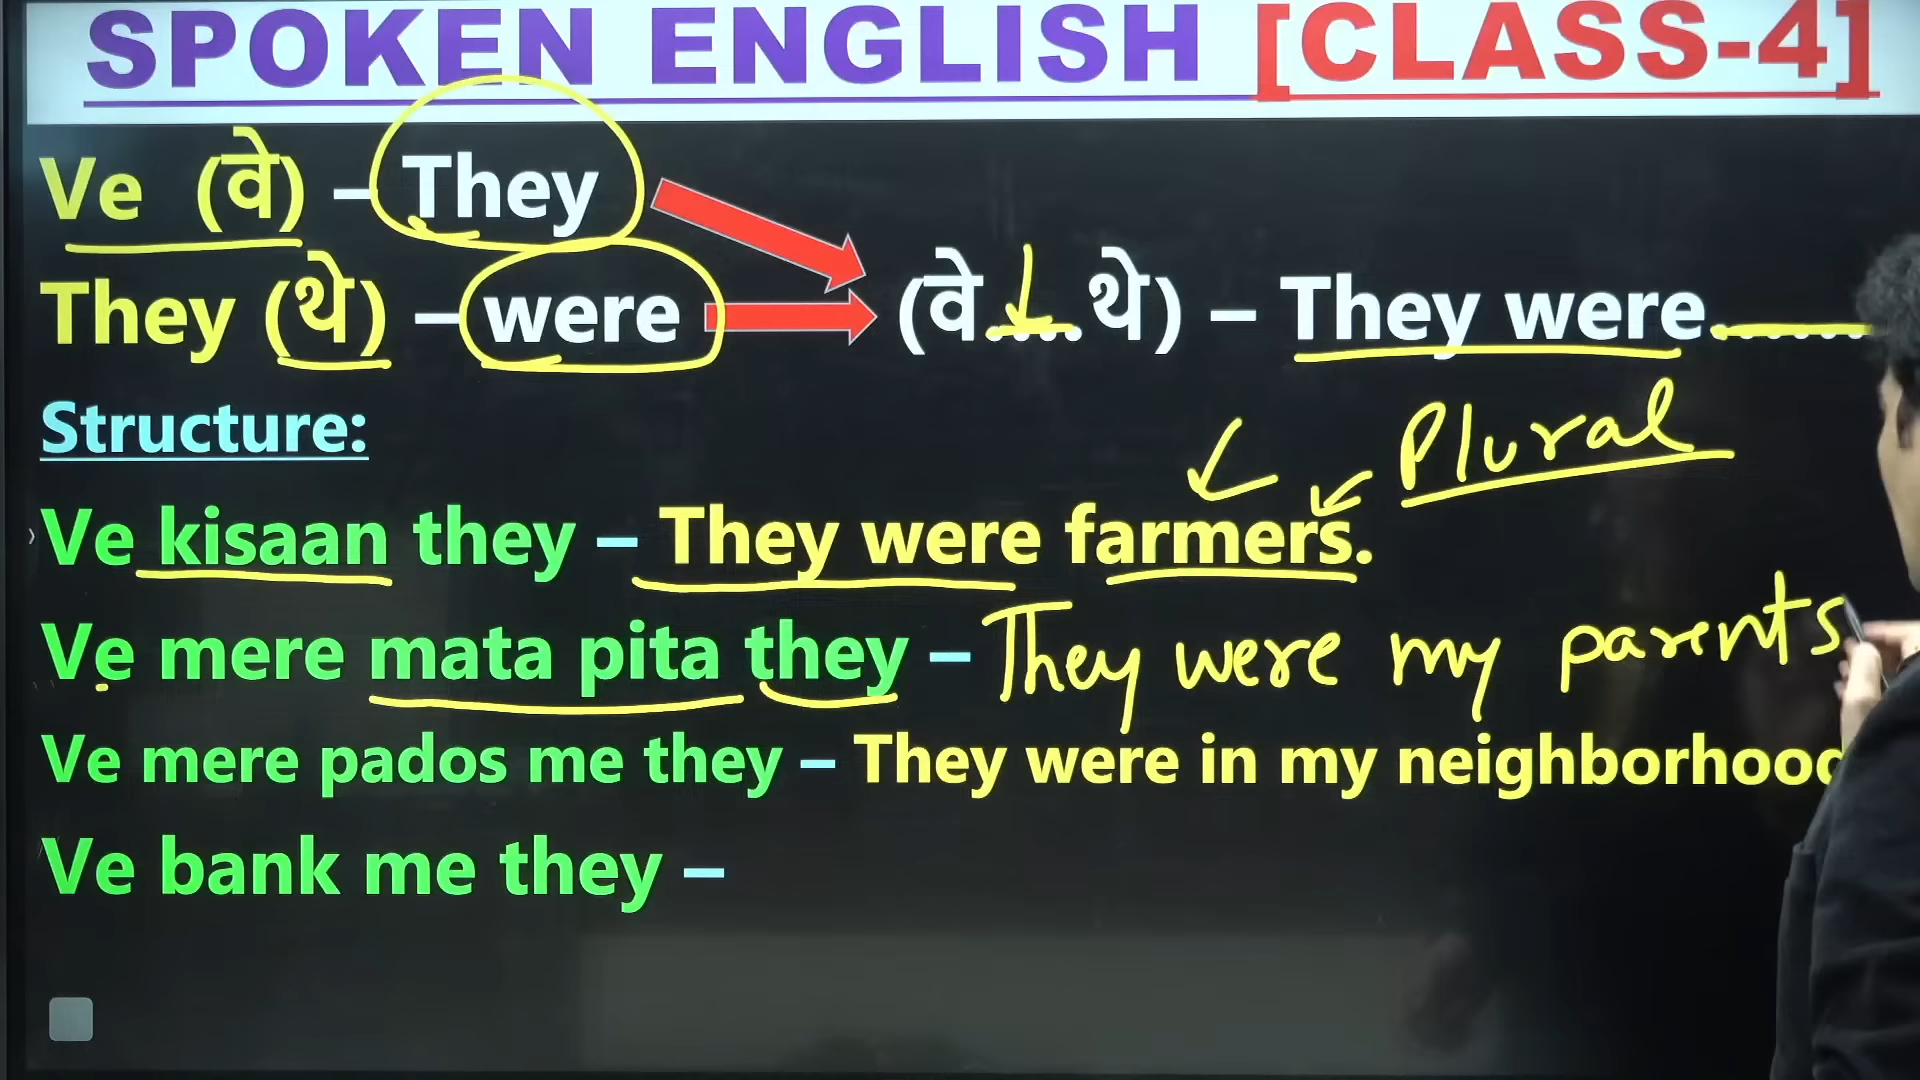 SPOKEN ENGLISH [CLASS-4]
Ve (वे) – They
They (थे) – were
(वे.....थे) – They were.........
Structure:
Plural
Ve kisaan they – They were farmers.
Ve mere mata pita they – They were my parents
Ve mere pados me they – They were in my neighborhood
Ve bank me they –